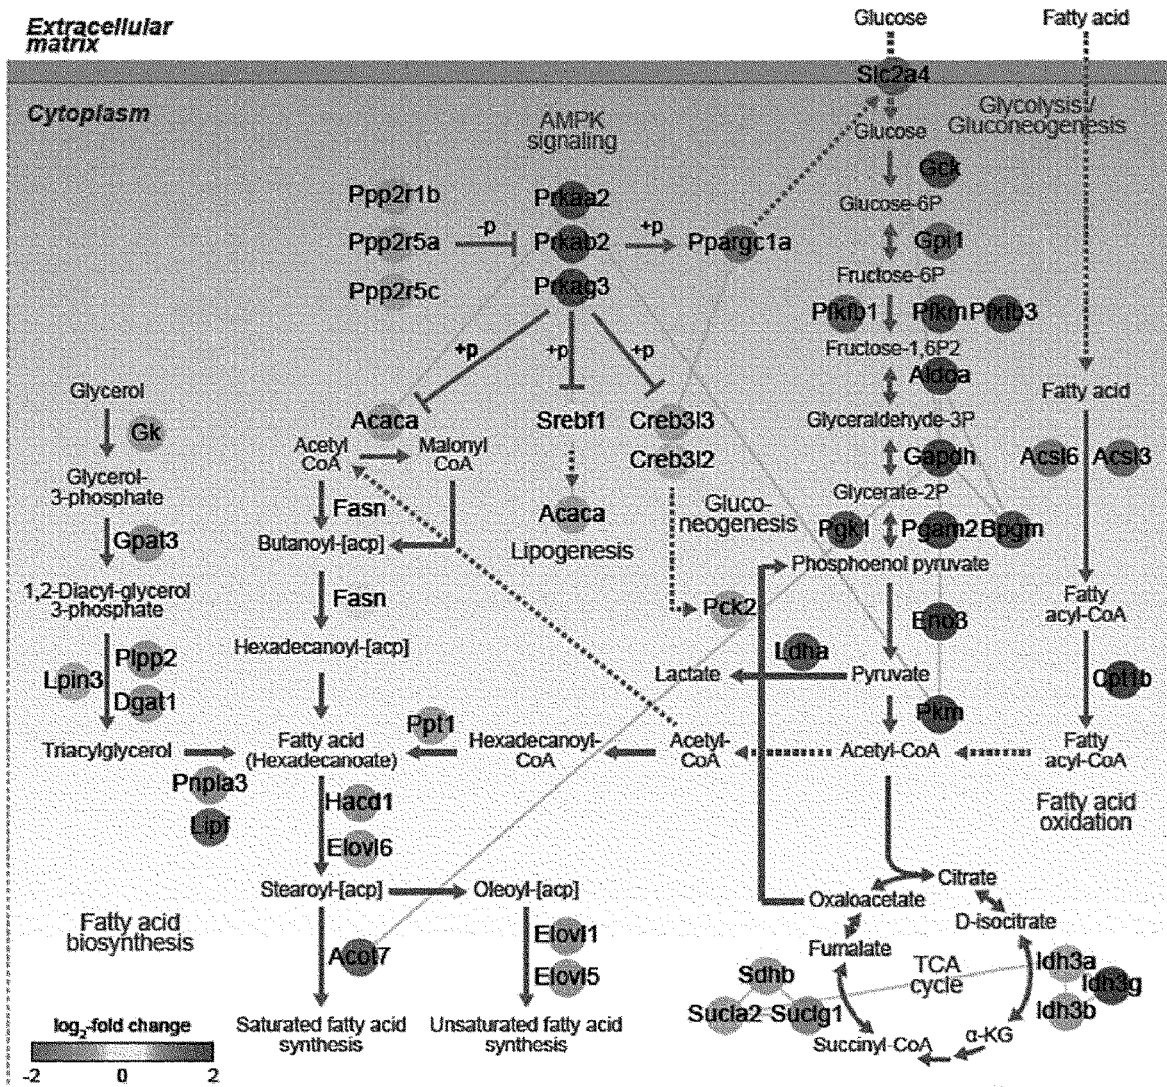 Extracellular
matrix
Glucose
Fatty acid
Slc2a4
Cytoplasm
AMPK
signaling
Glucose
Glycolysis /
Gluconeogenesis
Gck
Ppp2r1b
Prkaa2
Glucose-6P
Ppp2r5a
-p
Prkab2
+p
Ppargc1a
Gpi1
Ppp2r5c
Prkag3
Fructose-6P
Pfkfb1
Pfkm
Pfkfb3
+p
+p
+p
Fructose-1,6P2
Aldoa
Glycerol
Fatty acid
Gk
Acaca
Srebf1
Creb3l3
Glyceraldehyde-3P
Acetyl
CoA
Malonyl
CoA
Creb3l2
Gapdh
Acsl6
Acsl3
Glycerol-
3-phosphate
Glycerate-2P
Fasn
Acaca
Gluco-
neogenesis
Pgk1
Pgam2
Bpgm
Gpat3
Butanoyl-[acp]
Lipogenesis
Phosphoenol pyruvate
1,2-Diacyl-glycerol
3-phosphate
Fasn
Pck2
Eno3
Fatty
acyl-CoA
Hexadecanoyl-[acp]
Plpp2
Lpin3
Dgat1
Ldha
Lactate
Pyruvate
Cpt1b
Ppt1
Pkm
Triacylglycerol
Fatty acid
(Hexadecanoate)
Hexadecanoyl-
CoA
Acetyl-
CoA
Acetyl-CoA
Fatty
acyl-CoA
Pnpla3
Hacd1
Lipf
Fatty acid
oxidation
Elovl6
Stearoyl-[acp]
Oleoyl-[acp]
Citrate
Oxaloacetate
D-isocitrate
Fatty acid
biosynthesis
Elovl1
Fumalate
Acot7
Elovl5
Sdhb
TCA
cycle
Idh3a
Idh3g
Sucla2
Suclg1
Idh3b
log2-fold change
-2
0
2
Saturated fatty acid
synthesis
Unsaturated fatty acid
synthesis
Succinyl-CoA
α-KG